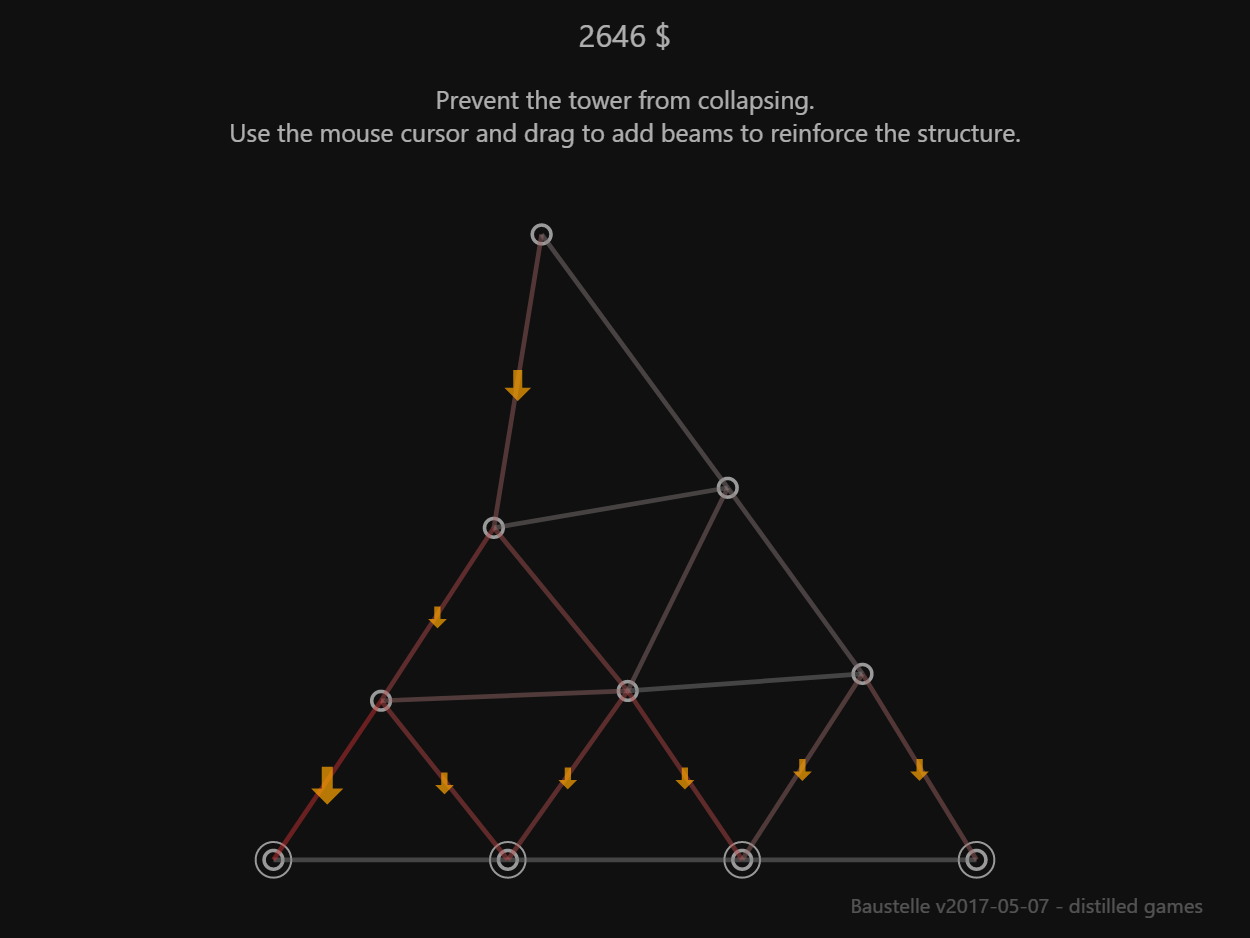 2646 $
Prevent the tower from collapsing.
Use the mouse cursor and drag to add beams to reinforce the structure.
Baustelle v2017-05-07 - distilled games